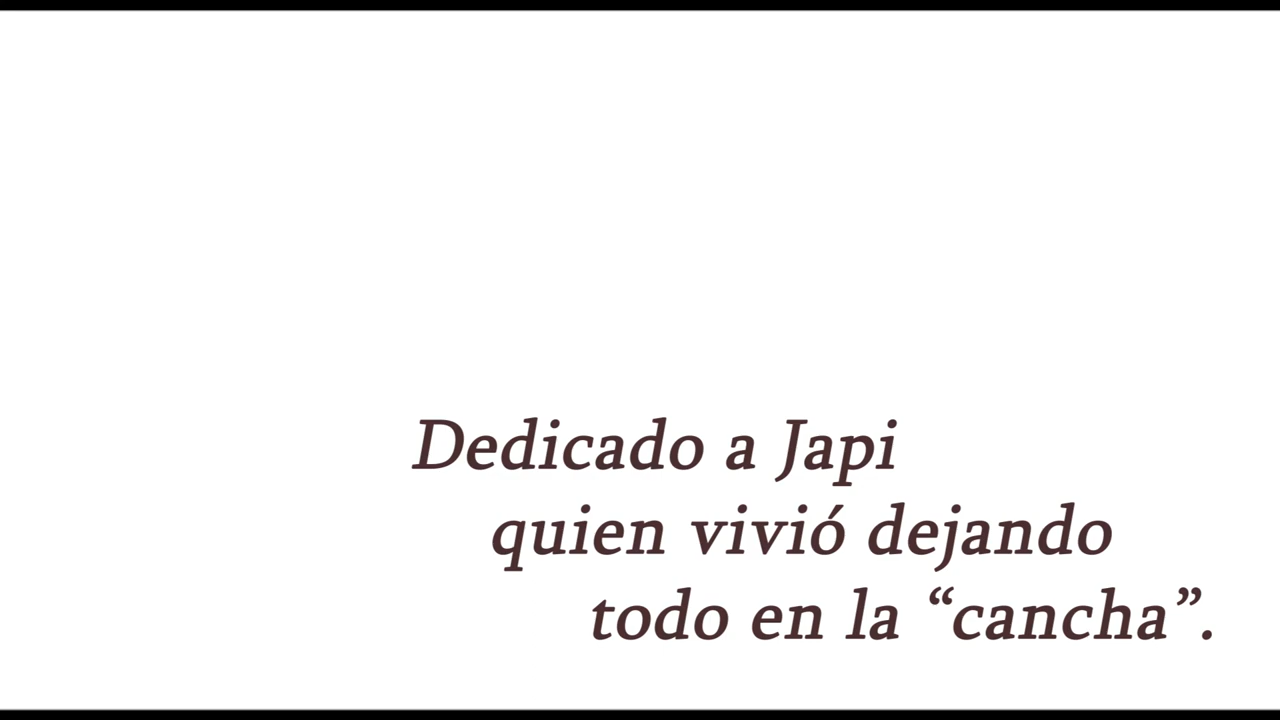 Dedicado a Japi
quien vivió dejando
todo en la “cancha”.